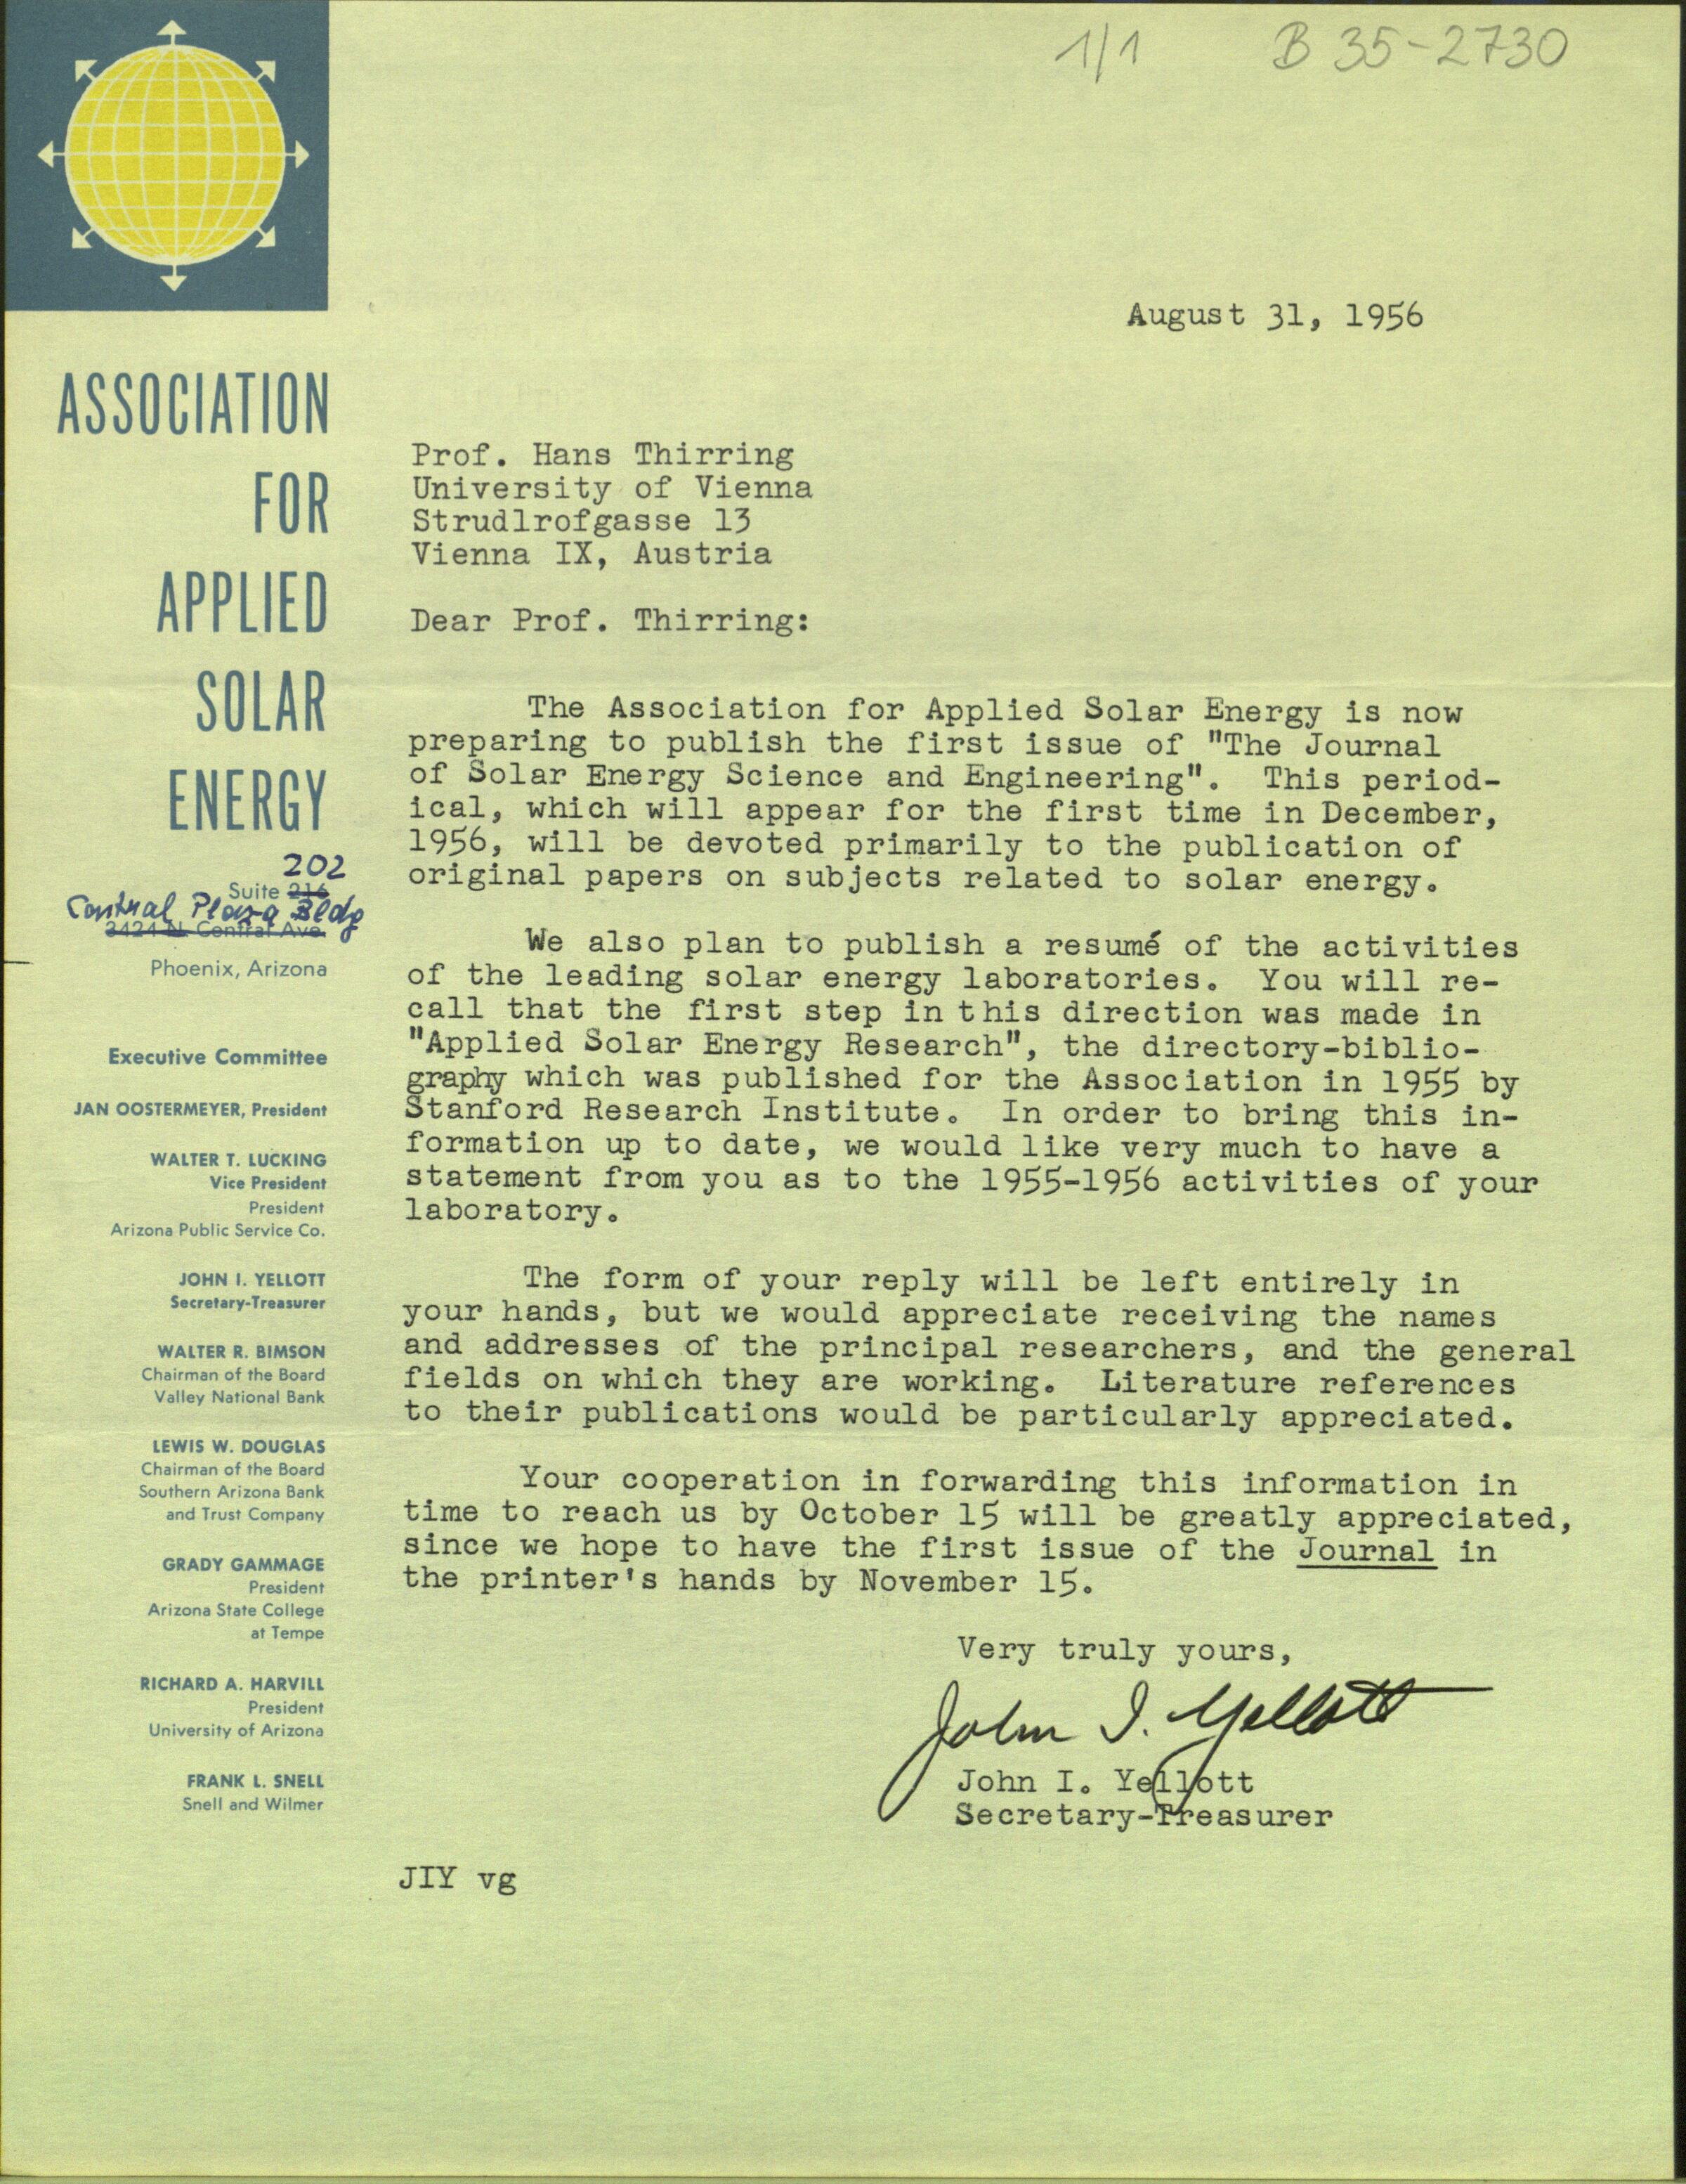 1/1 B 35-2730
August 31, 1956
ASSOCIATION
FOR
APPLIED
SOLAR
ENERGY
202
Suite 216
Central Plaza Bldg
3424 N. Central Ave.
Phoenix, Arizona
Executive Committee
JAN OOSTERMEYER, President
WALTER T. LUCKING
Vice President
President
Arizona Public Service Co.
JOHN I. YELLOTT
Secretary-Treasurer
WALTER R. BIMSON
Chairman of the Board
Valley National Bank
LEWIS W. DOUGLAS
Chairman of the Board
Southern Arizona Bank
and Trust Company
GRADY GAMMAGE
President
Arizona State College
at Tempe
RICHARD A. HARVILL
President
University of Arizona
FRANK L. SNELL
Snell and Wilmer
Prof. Hans Thirring
University of Vienna
Strudlrofgasse 13
Vienna IX, Austria
Dear Prof. Thirring:
The Association for Applied Solar Energy is now
preparing to publish the first issue of "The Journal
of Solar Energy Science and Engineering". This period-
ical, which will appear for the first time in December,
1956, will be devoted primarily to the publication of
original papers on subjects related to solar energy.
We also plan to publish a resumé of the activities
of the leading solar energy laboratories. You will re-
call that the first step in this direction was made in
"Applied Solar Energy Research", the directory-biblio-
graphy which was published for the Association in 1955 by
Stanford Research Institute. In order to bring this in-
formation up to date, we would like very much to have a
statement from you as to the 1955-1956 activities of your
laboratory.
The form of your reply will be left entirely in
your hands, but we would appreciate receiving the names
and addresses of the principal researchers, and the general
fields on which they are working. Literature references
to their publications would be particularly appreciated.
Your cooperation in forwarding this information in
time to reach us by October 15 will be greatly appreciated,
since we hope to have the first issue of the Journal in
the printer's hands by November 15.
Very truly yours,
John I. Yellott
John I. Yellott
Secretary-Treasurer
JIY vg